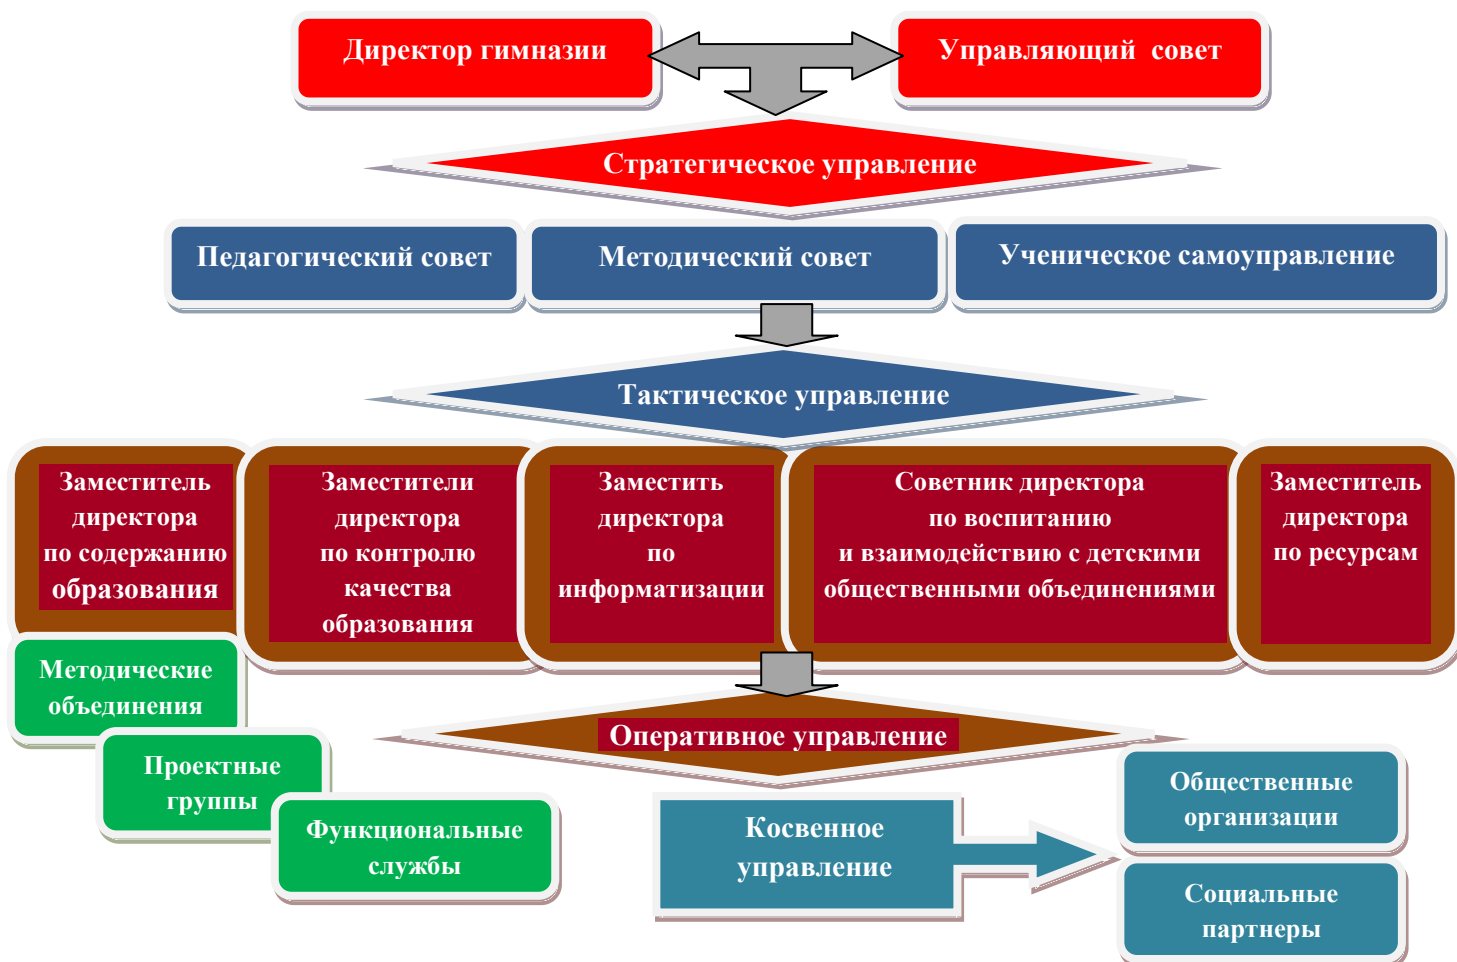 Директор гимназии
Управляющий совет
Стратегическое управление
Педагогический совет
Методический совет
Ученическое самоуправление
Тактическое управление
Заместитель
директора
по содержанию
образования
Заместители
директора
по контролю
качества
образования
Заместить
директора
по
информатизации
Советник директора
по воспитанию
и взаимодействию с детскими
общественными объединениями
Заместитель
директора
по ресурсам
Методические
объединения
Проектные
группы
Функциональные
службы
Оперативное управление
Косвенное
управление
Общественные
организации
Социальные
партнеры